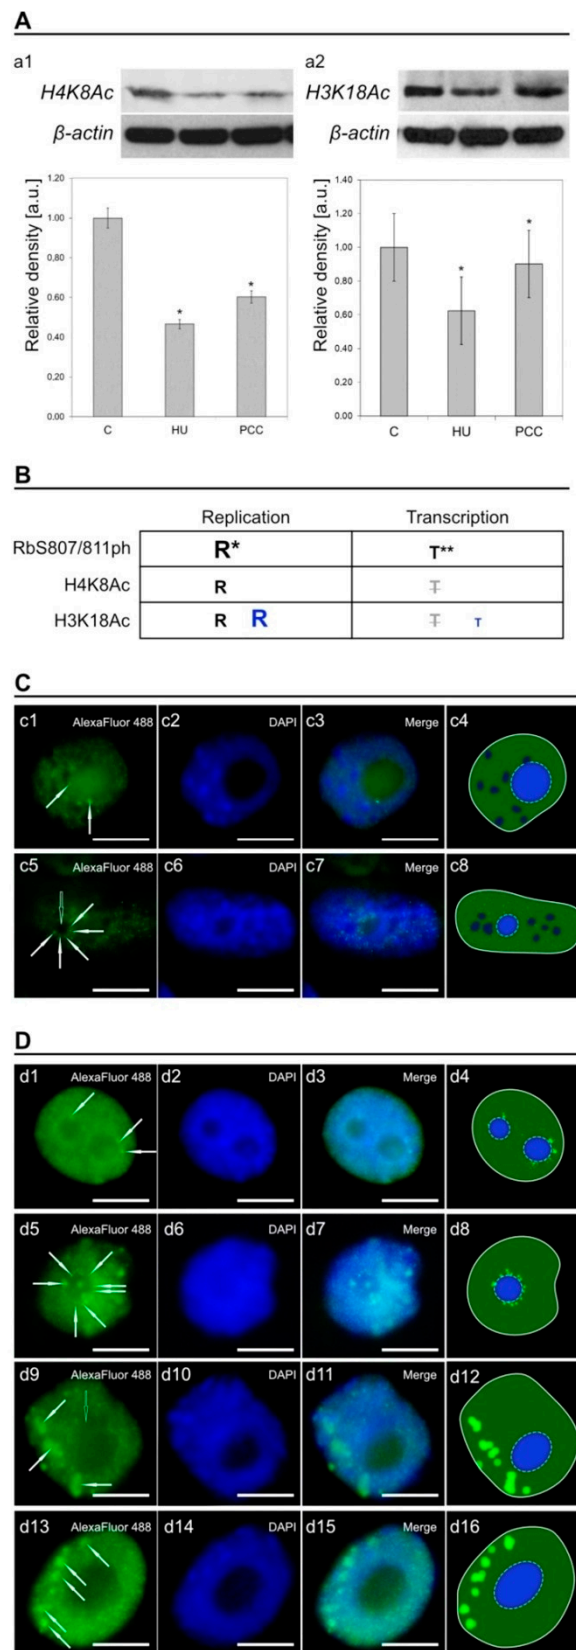 A
a1
H4K8Ac
β-actin
Relative density [a.u.]
1.20
1.00
0.80
0.60
0.40
0.20
0.00
*
*
C HU PCC
a2
H3K18Ac
β-actin
Relative density [a.u.]
1.40
1.20
1.00
0.80
0.60
0.40
0.20
0.00
*
*
C HU PCC
B
Replication Transcription
RbS807/811ph R* T**
H4K8Ac R T
H3K18Ac R R T T
C
c1 AlexaFluor 488 c2 DAPI c3 Merge c4
c5 AlexaFluor 488 c6 DAPI c7 Merge c8
D
d1 AlexaFluor 488 d2 DAPI d3 Merge d4
d5 AlexaFluor 488 d6 DAPI d7 Merge d8
d9 AlexaFluor 488 d10 DAPI d11 Merge d12
d13 AlexaFluor 488 d14 DAPI d15 Merge d16